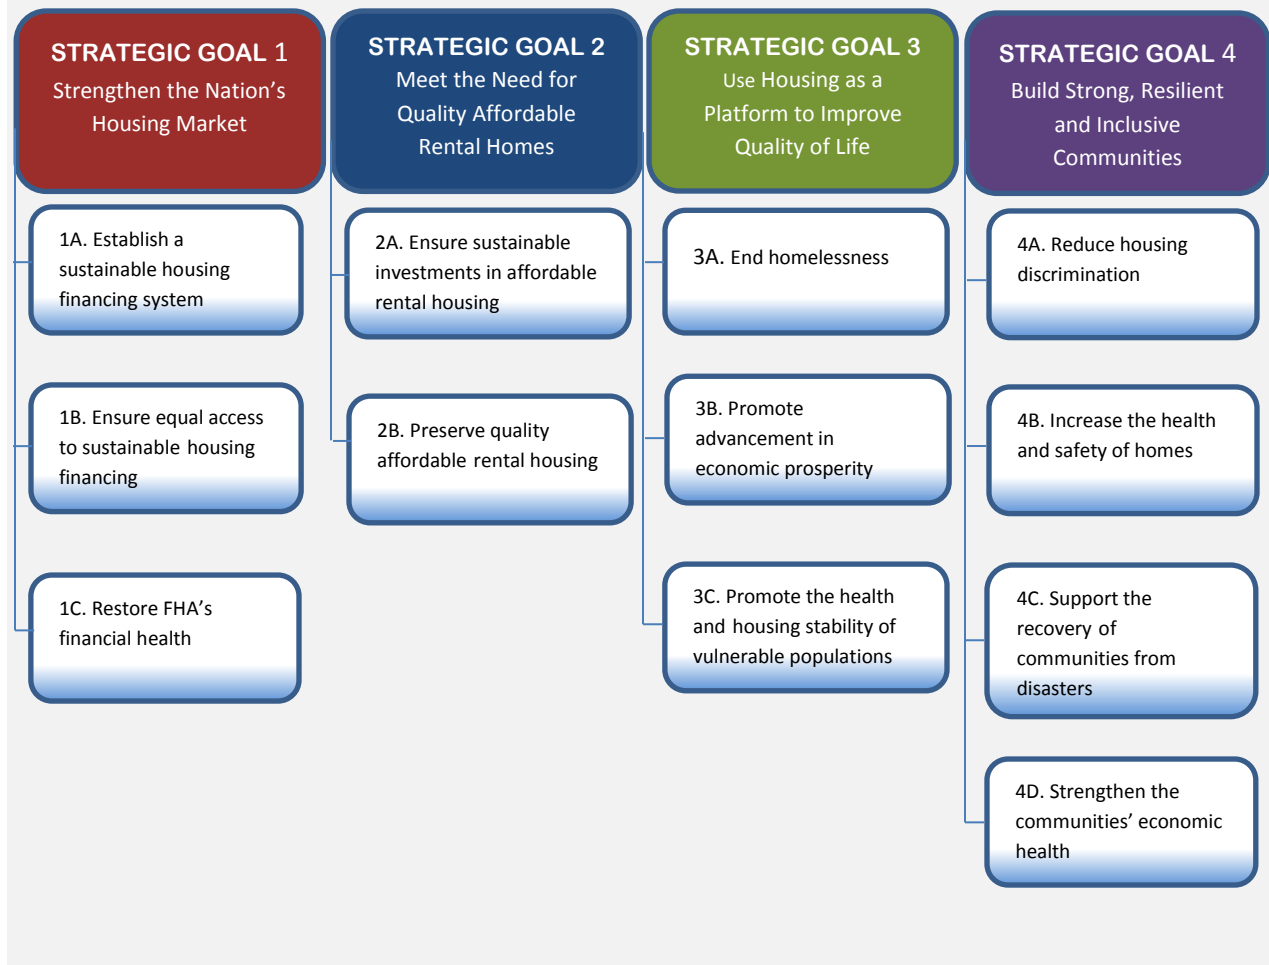 STRATEGIC GOAL 1
Strengthen the Nation’s
Housing Market
1A. Establish a
sustainable housing
financing system
1B. Ensure equal access
to sustainable housing
financing
1C. Restore FHA’s
financial health
STRATEGIC GOAL 2
Meet the Need for
Quality Affordable
Rental Homes
2A. Ensure sustainable
investments in affordable
rental housing
2B. Preserve quality
affordable rental housing
STRATEGIC GOAL 3
Use Housing as a
Platform to Improve
Quality of Life
3A. End homelessness
3B. Promote
advancement in
economic prosperity
3C. Promote the health
and housing stability of
vulnerable populations
STRATEGIC GOAL 4
Build Strong, Resilient
and Inclusive
Communities
4A. Reduce housing
discrimination
4B. Increase the health
and safety of homes
4C. Support the
recovery of
communities from
disasters
4D. Strengthen the
communities’ economic
health